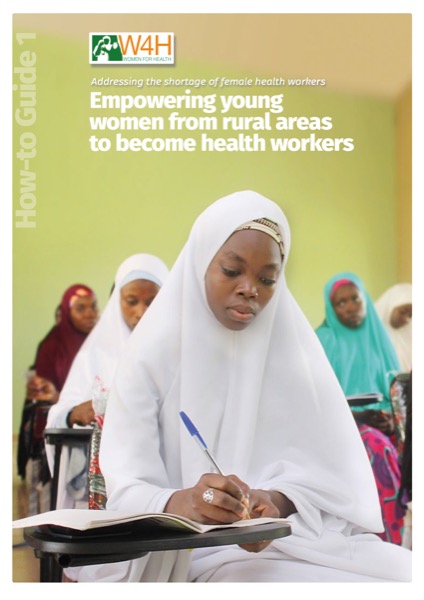 How-to Guide 1
W4H
WOMEN FOR HEALTH
Addressing the shortage of female health workers
Empowering young
women from rural areas
to become health workers